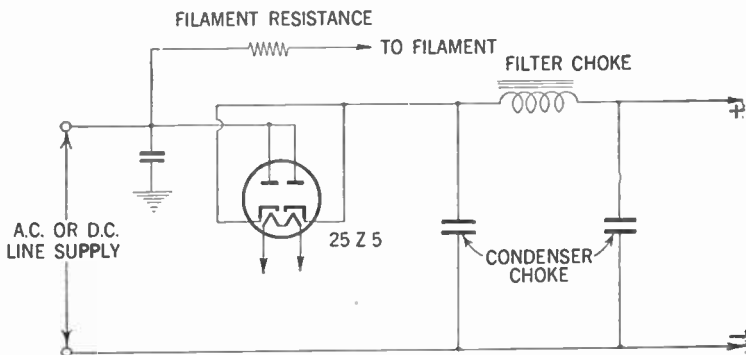 FILAMENT RESISTANCE
TO FILAMENT
FILTER CHOKE
+
A.C. OR D.C.
LINE SUPPLY
25 Z 5
CONDENSER
CHOKE
-